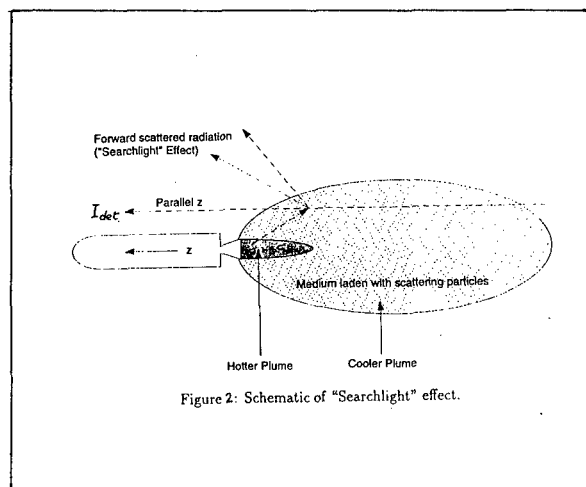 Forward scattered radiation
("Searchlight" Effect)
I_det.
Parallel z
z
Medium laden with scattering particles
Hotter Plume
Cooler Plume
Figure 2: Schematic of "Searchlight" effect.